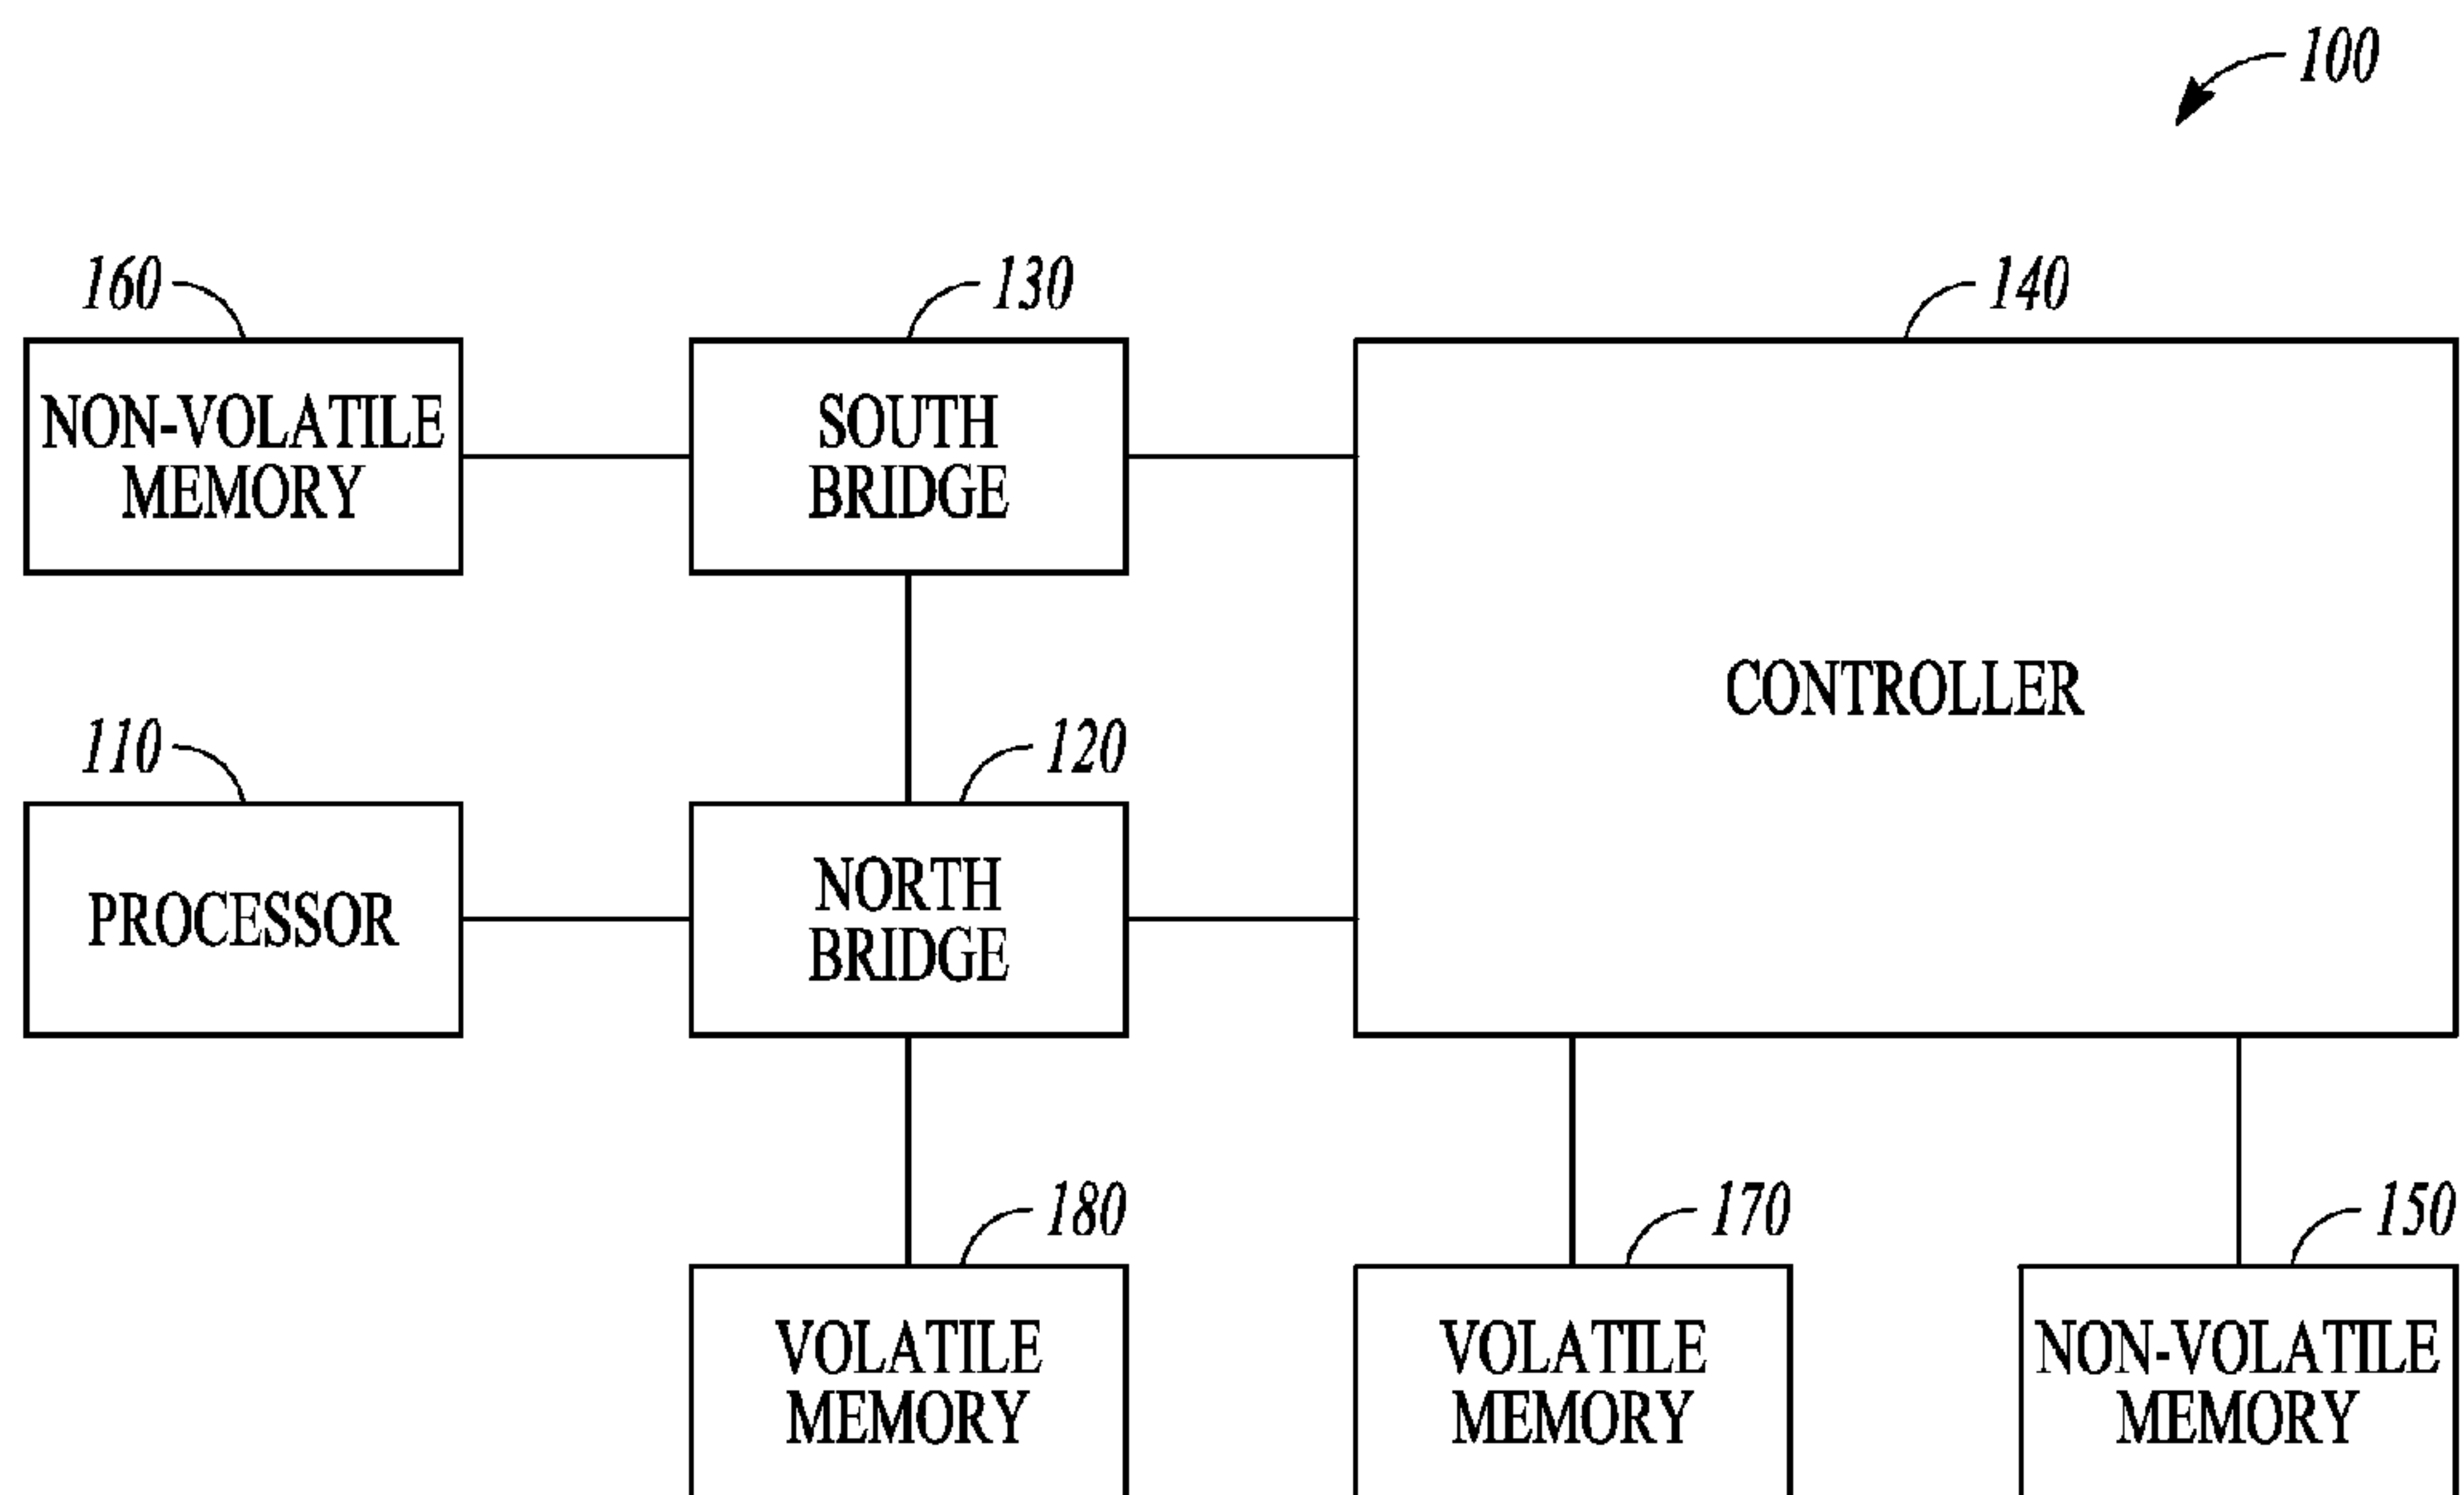 100
160
130
140
NON-VOLATILE
MEMORY
SOUTH
BRIDGE
CONTROLLER
110
120
PROCESSOR
NORTH
BRIDGE
180
170
150
VOLATILE
MEMORY
VOLATILE
MEMORY
NON-VOLATILE
MEMORY